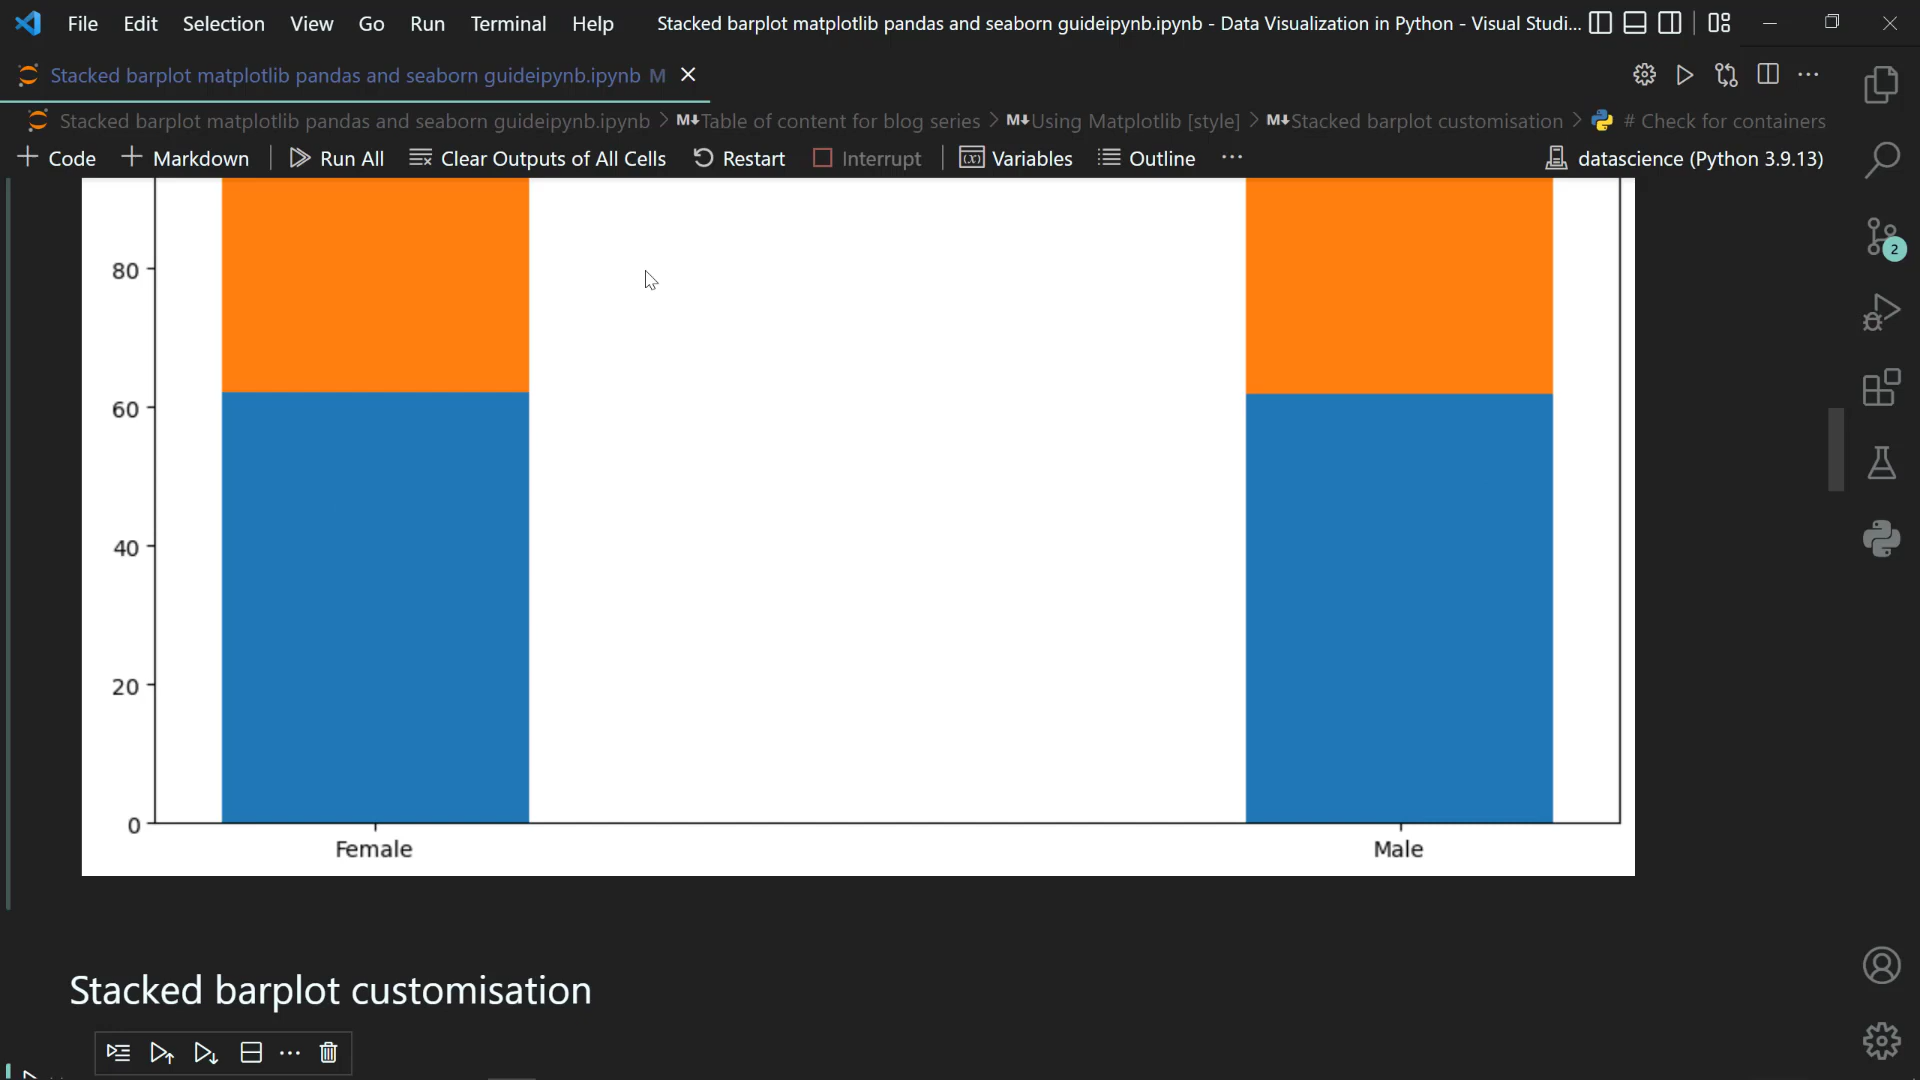 File Edit Selection View Go Run Terminal Help Stacked barplot matplotlib pandas and seaborn guideipynb.ipynb - Data Visualization in Python - Visual Studi...
Stacked barplot matplotlib pandas and seaborn guideipynb.ipynb M
Stacked barplot matplotlib pandas and seaborn guideipynb.ipynb > M↓Table of content for blog series > M↓Using Matplotlib [style] > M↓Stacked barplot customisation > # Check for containers
+ Code + Markdown Run All Clear Outputs of All Cells Restart Interrupt Variables Outline ... datascience (Python 3.9.13)
2
80
60
40
20
0
Female Male
Stacked barplot customisation